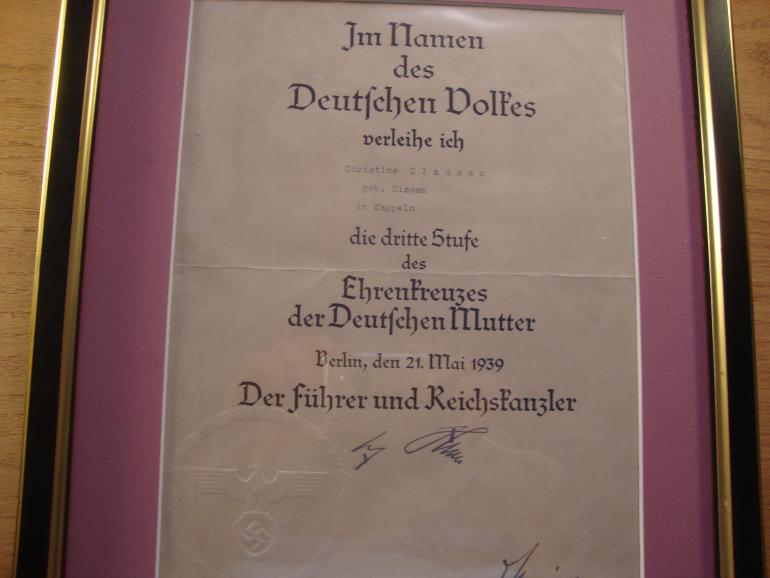 Im Namen
des
Deutschen Volkes
verleihe ich
Christine Clausen
geb. Nissen
in Kappeln
die dritte Stufe
des
Ehrenkreuzes
der Deutschen Mutter
Berlin, den 21. Mai 1939
Der Führer und Reichskanzler